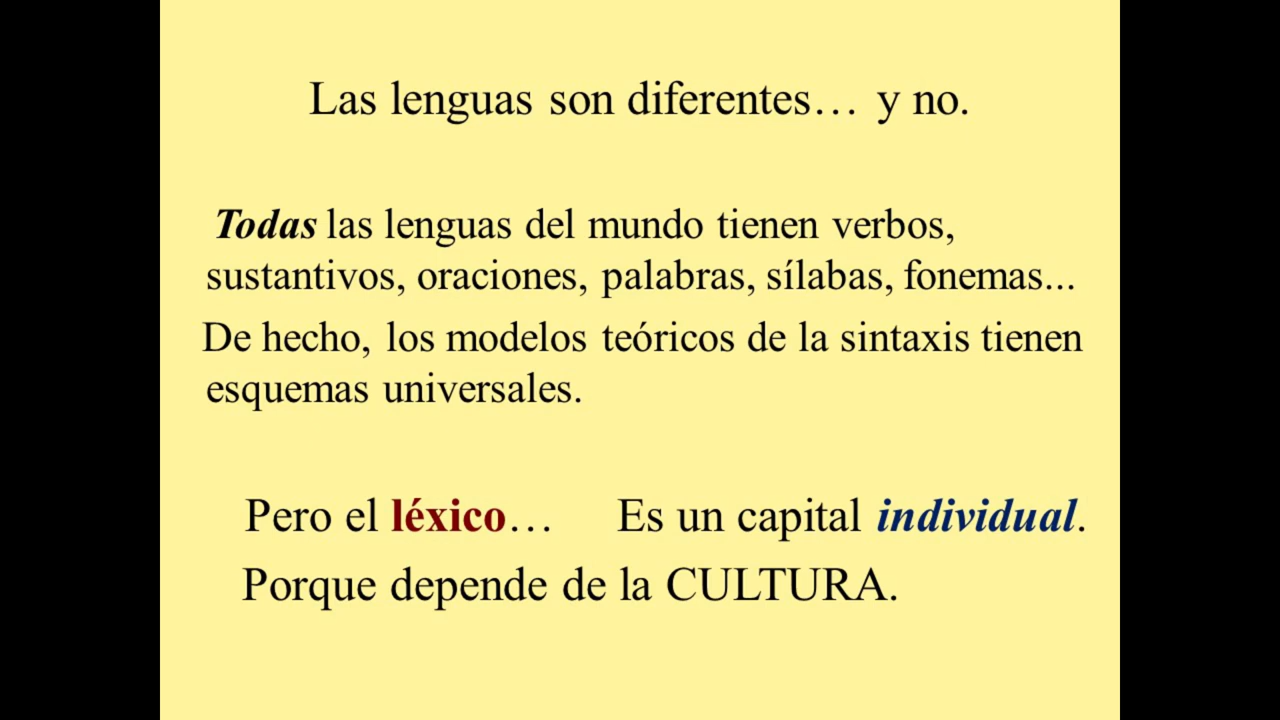 Las lenguas son diferentes… y no.
Todas las lenguas del mundo tienen verbos,
sustantivos, oraciones, palabras, sílabas, fonemas...
De hecho, los modelos teóricos de la sintaxis tienen
esquemas universales.
Pero el léxico… Es un capital individual.
Porque depende de la CULTURA.